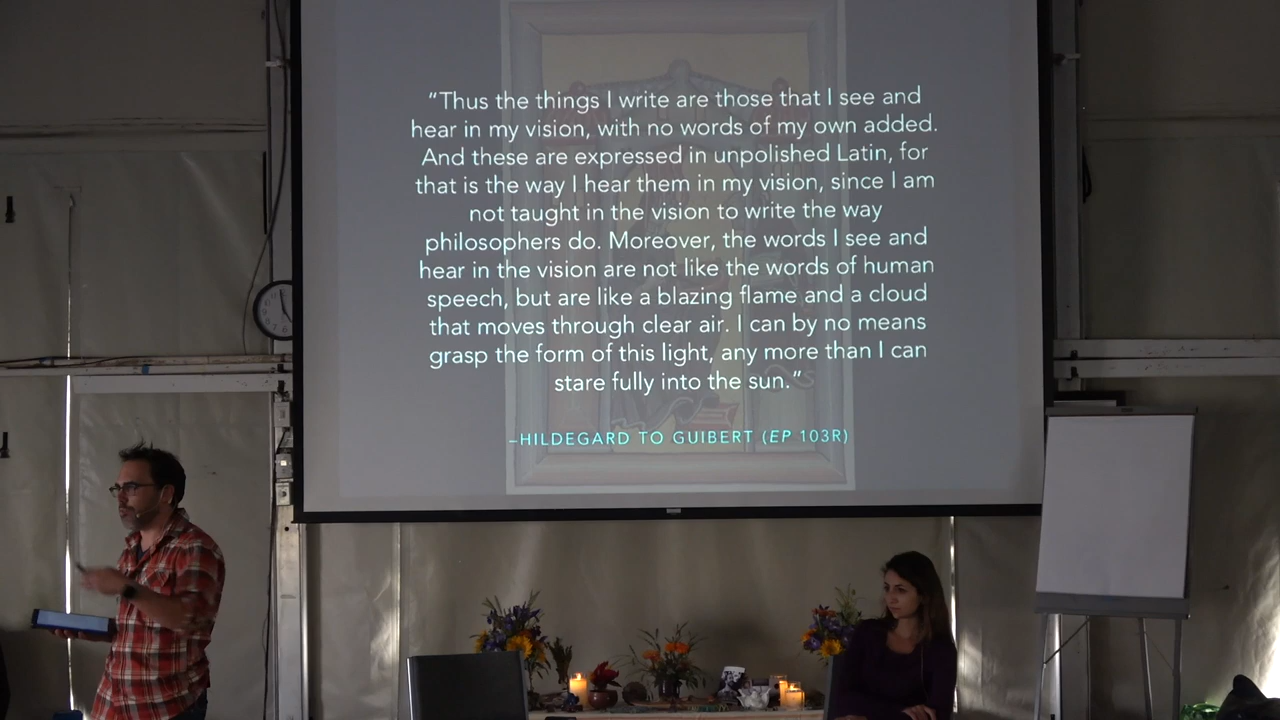 “Thus the things I write are those that I see and
hear in my vision, with no words of my own added.
And these are expressed in unpolished Latin, for
that is the way I hear them in my vision, since I am
not taught in the vision to write the way
philosophers do. Moreover, the words I see and
hear in the vision are not like the words of human
speech, but are like a blazing flame and a cloud
that moves through clear air. I can by no means
grasp the form of this light, any more than I can
stare fully into the sun.”
–HILDEGARD TO GUIBERT (EP 103R)